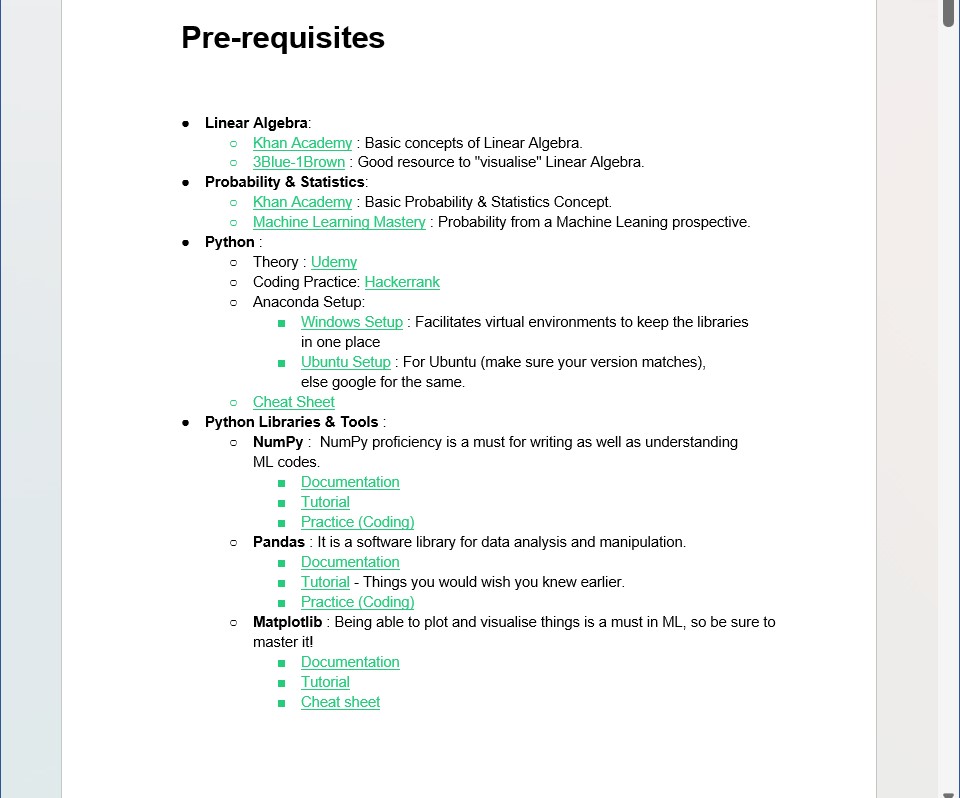 Pre-requisites
● Linear Algebra:
○ Khan Academy : Basic concepts of Linear Algebra.
○ 3Blue-1Brown : Good resource to "visualise" Linear Algebra.
● Probability & Statistics:
○ Khan Academy : Basic Probability & Statistics Concept.
○ Machine Learning Mastery : Probability from a Machine Leaning prospective.
● Python :
○ Theory : Udemy
○ Coding Practice: Hackerrank
○ Anaconda Setup:
■ Windows Setup : Facilitates virtual environments to keep the libraries
in one place
■ Ubuntu Setup : For Ubuntu (make sure your version matches),
else google for the same.
○ Cheat Sheet
● Python Libraries & Tools :
○ NumPy : NumPy proficiency is a must for writing as well as understanding
ML codes.
■ Documentation
■ Tutorial
■ Practice (Coding)
○ Pandas : It is a software library for data analysis and manipulation.
■ Documentation
■ Tutorial - Things you would wish you knew earlier.
■ Practice (Coding)
○ Matplotlib : Being able to plot and visualise things is a must in ML, so be sure to
master it!
■ Documentation
■ Tutorial
■ Cheat sheet